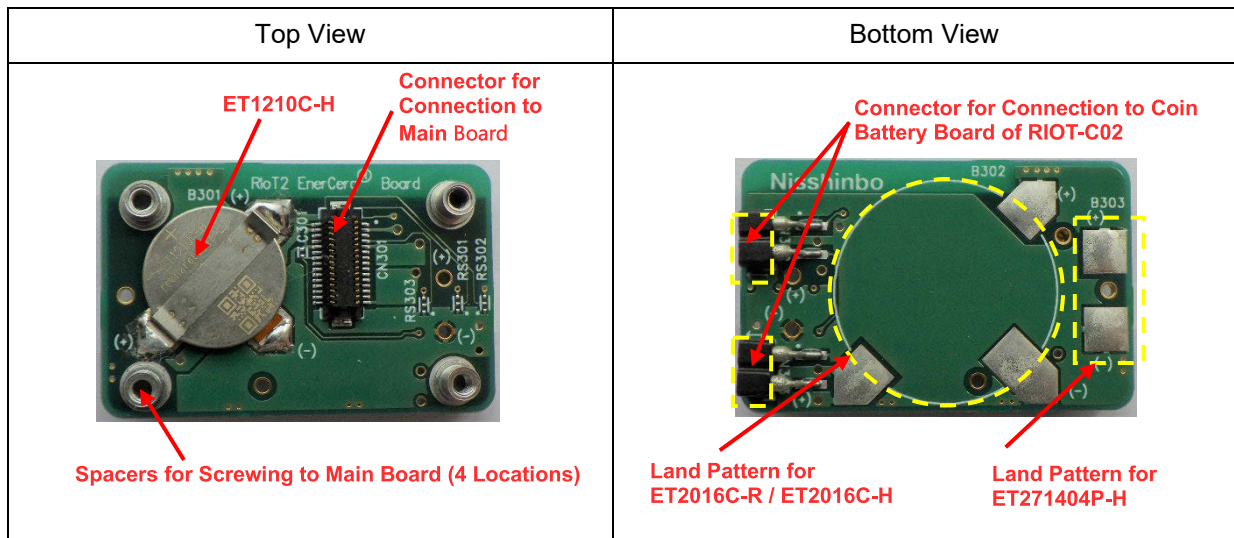 Top View
Bottom View
ET1210C-H
Connector for
Connection to
Main Board
B301
RIoT2 EnerCera® Board
(+)
C301
CN301
RS303
(+)
RS301
RS302
(+)
(-)
(-)
Spacers for Screwing to Main Board (4 Locations)
Connector for Connection to Coin
Battery Board of RIOT-C02
Nisshinbo
B302
(+)
B303
(+)
(-)
(+)
(-)
(+)
(-)
(-)
Land Pattern for
ET2016C-R / ET2016C-H
Land Pattern for
ET271404P-H